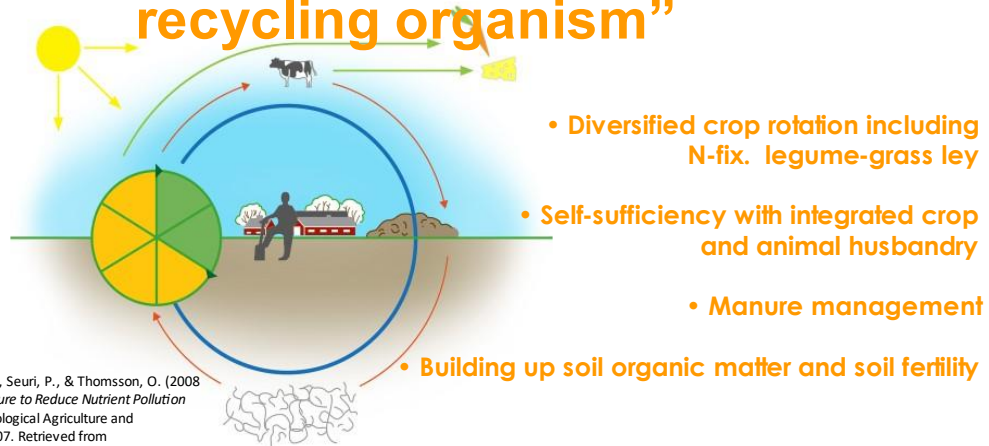 recycling organism”
• Diversified crop rotation including
N-fix. legume-grass ley
• Self-sufficiency with integrated crop
and animal husbandry
• Manure management
• Building up soil organic matter and soil fertility
, Seuri, P., & Thomsson, O. (2008
ure to Reduce Nutrient Pollution
ological Agriculture and
07. Retrieved from